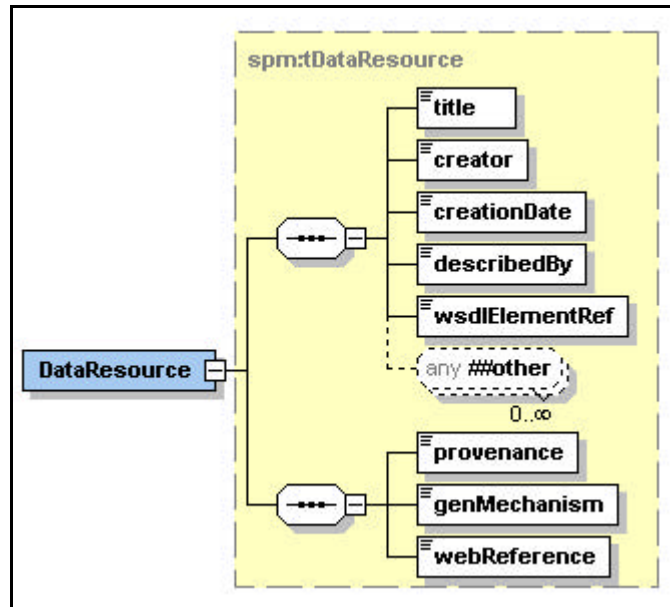 spm:tDataResource
title
creator
creationDate
describedBy
wsdlElementRef
any ##other
0..∞
DataResource
provenance
genMechanism
webReference